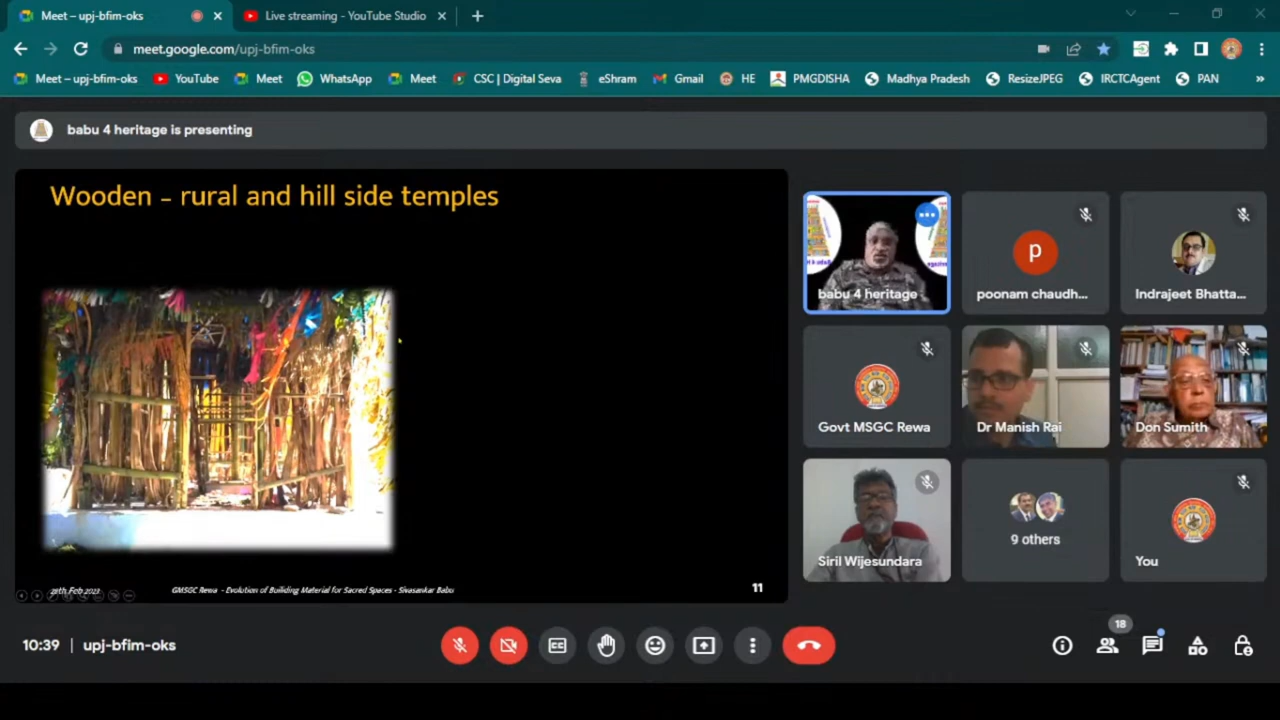 Meet – upj-bfim-oks
Live streaming - YouTube Studio
meet.google.com/upj-bfim-oks
Meet – upj-bfim-oks YouTube Meet WhatsApp Meet CSC | Digital Seva eShram Gmail HE PMGDISHA Madhya Pradesh ResizeJPEG IRCTCAgent PAN »
babu 4 heritage is presenting
Wooden – rural and hill side temples
GMSGC Rewa - Evolution of Builiding Material for Sacred Spaces - Sivasankar Babu
11
babu 4 heritage
p
poonam chaudh...
Indrajeet Bhatta...
Govt MSGC Rewa
Dr Manish Rai
Don Sumith
Siril Wijesundara
9 others
You
10:39 | upj-bfim-oks
18